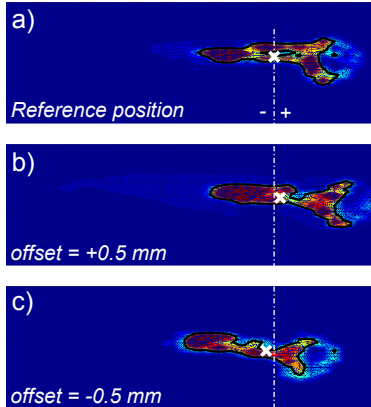 a)
Reference position
- +
b)
offset = +0.5 mm
c)
offset = -0.5 mm